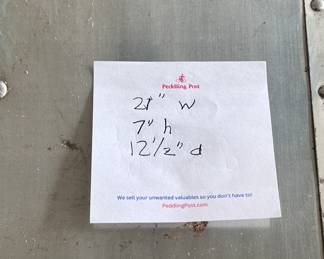 Peddling Post
21" w
7" h
12 1/2" d
We sell your unwanted valuables so you don't have to!
PeddlingPost.com